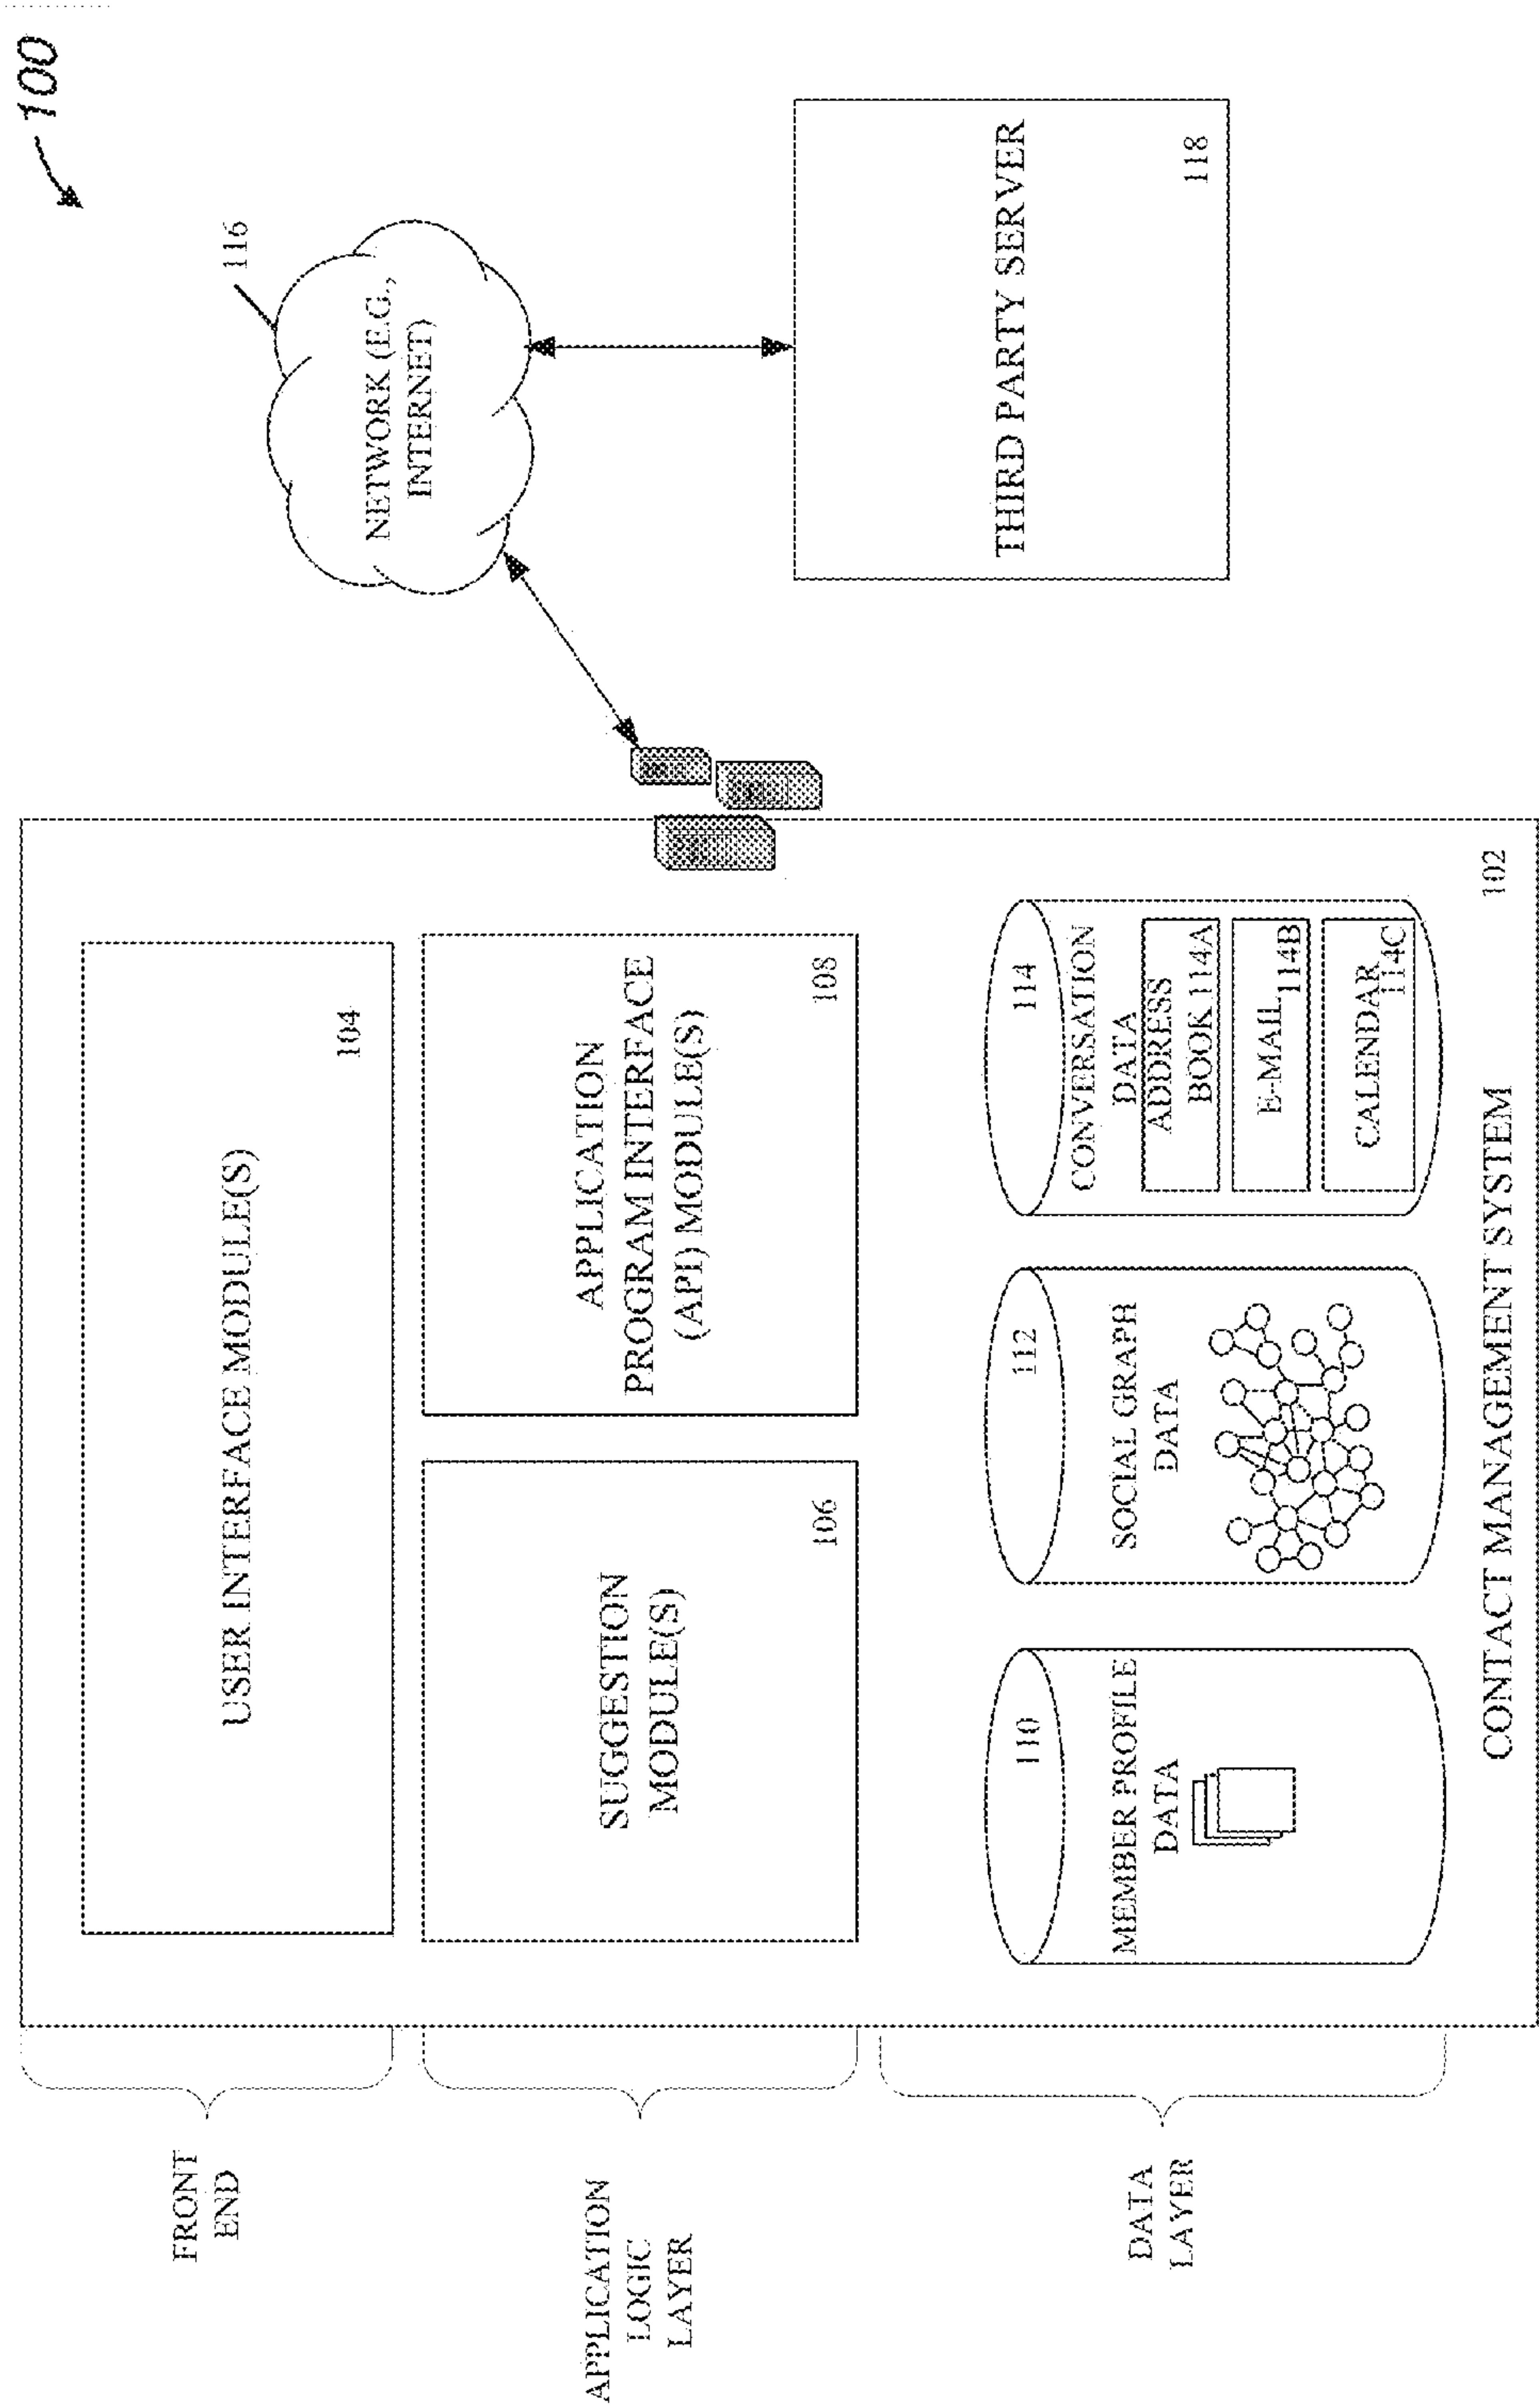 100
FRONT
END
USER INTERFACE MODULE(S)
104
116
NETWORK (E.G.,
INTERNET)
APPLICATION
LOGIC
LAYER
SUGGESTION
MODULE(S)
106
APPLICATION
PROGRAM INTERFACE
(API) MODULE(S)
108
THIRD PARTY SERVER
118
DATA
LAYER
110
MEMBER PROFILE
DATA
112
SOCIAL GRAPH
DATA
114
CONVERSATION
DATA
ADDRESS
BOOK 114A
E-MAIL
114B
CALENDAR
114C
CONTACT MANAGEMENT SYSTEM
102